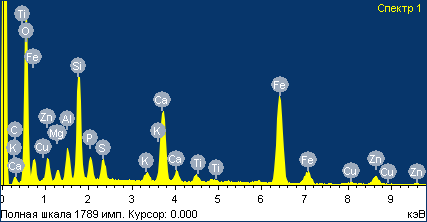 Спектр 1
Ti
O
Fe
Si
Zn
Al
Mg
C
K
Ca
Cu
P
S
Ca
K
K
Ca
Ti
Ti
Fe
Fe
Cu
Zn
Zn
0 1 2 3 4 5 6 7 8 9
Полная шкала 1789 имп. Курсор: 0.000 кэВ